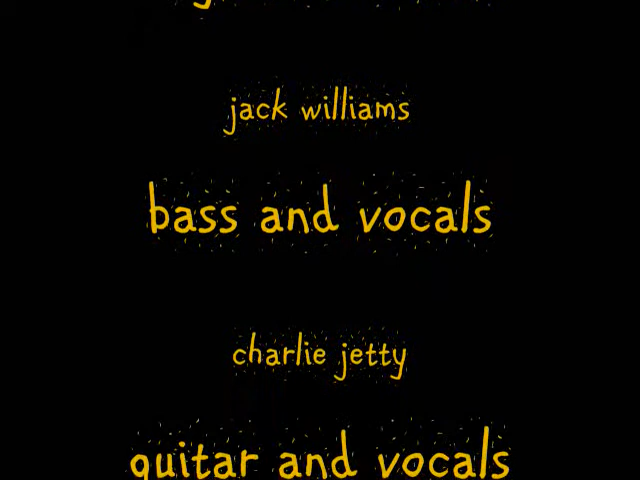 jack williams
bass and vocals
charlie jetty
guitar and vocals